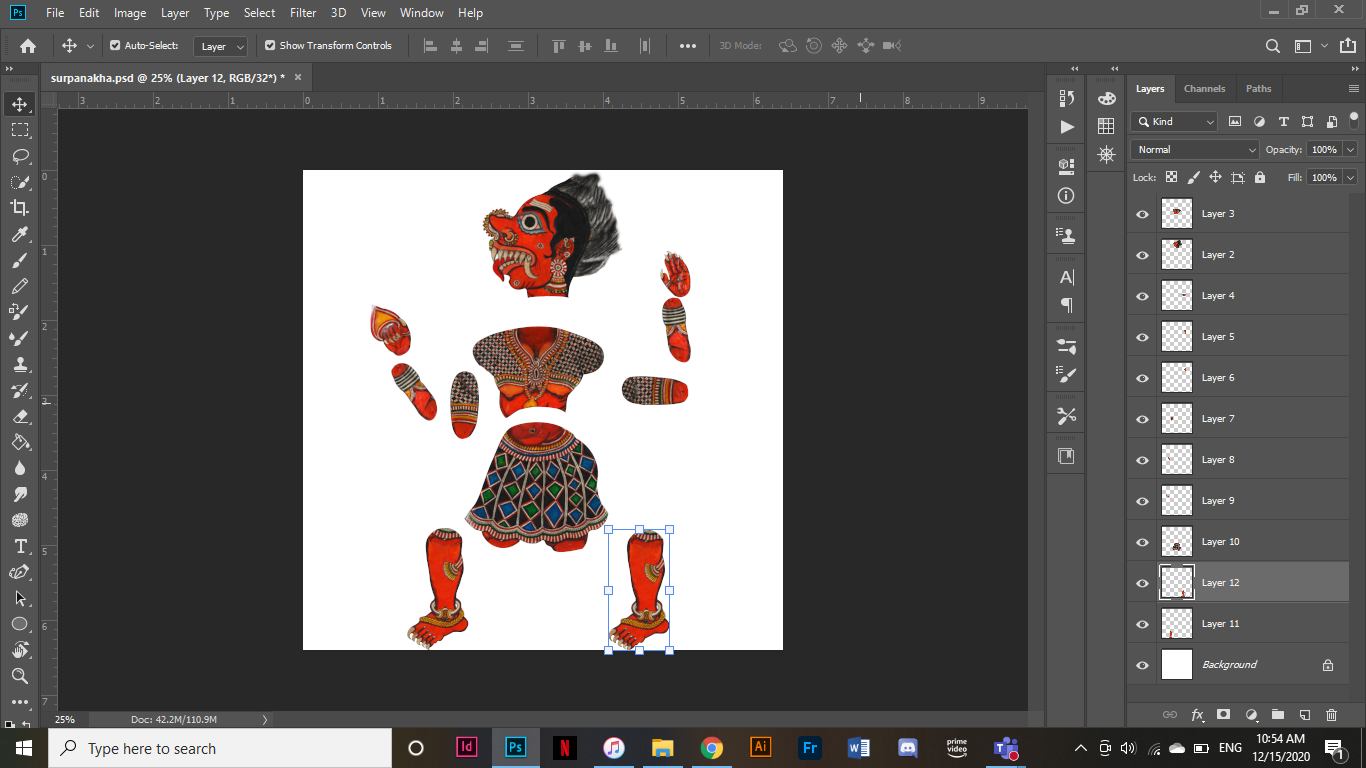 Ps File Edit Image Layer Type Select Filter 3D View Window Help
Auto-Select: Layer Show Transform Controls 3D Mode:
surpanakha.psd @ 25% (Layer 12, RGB/32*) * ×
3 2 1 0 1 2 3 4 5 6 7 8 9
0
1
2
3
4
5
6
7
Layers Channels Paths
Kind
Normal Opacity: 100%
Lock: Fill: 100%
Layer 3
Layer 2
Layer 4
Layer 5
Layer 6
Layer 7
Layer 8
Layer 9
Layer 10
Layer 12
Layer 11
Background
fx
25% Doc: 42.2M/110.9M
Type here to search
Id Ps N Ai Fr W prime video T ENG
10:54 AM
12/15/2020
1